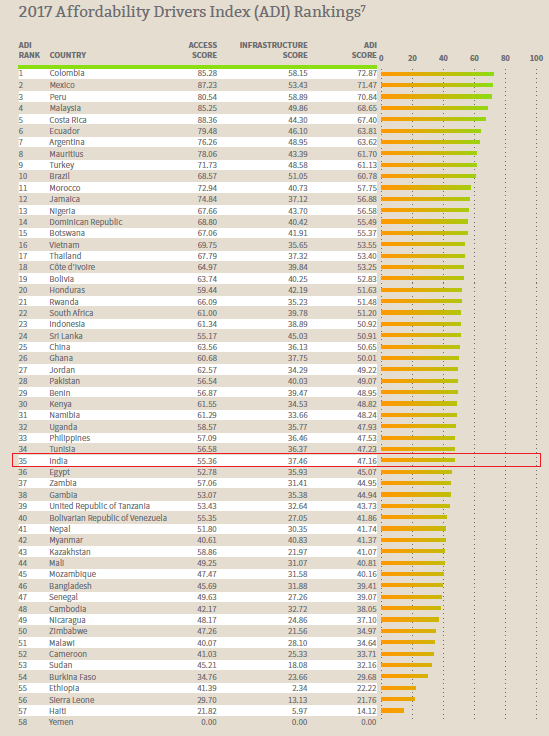 2017 Affordability Drivers Index (ADI) Rankings⁷
ADI RANK COUNTRY ACCESS SCORE INFRASTRUCTURE SCORE ADI SCORE 0 20 40 60 80 100
1 Colombia 85.28 58.15 72.87
2 Mexico 87.23 53.43 71.47
3 Peru 80.54 58.89 70.84
4 Malaysia 85.25 49.86 68.65
5 Costa Rica 88.36 44.30 67.40
6 Ecuador 79.48 46.10 63.81
7 Argentina 76.26 48.95 63.62
8 Mauritius 78.06 43.39 61.70
9 Turkey 71.73 48.58 61.13
10 Brazil 68.57 51.05 60.78
11 Morocco 72.94 40.73 57.75
12 Jamaica 74.84 37.12 56.88
13 Nigeria 67.66 43.70 56.58
14 Dominican Republic 68.80 40.42 55.49
15 Botswana 67.06 41.91 55.37
16 Vietnam 69.75 35.65 53.55
17 Thailand 67.79 37.32 53.40
18 Côte d'Ivoire 64.97 39.84 53.25
19 Bolivia 63.74 40.25 52.83
20 Honduras 59.44 42.19 51.63
21 Rwanda 66.09 35.23 51.48
22 South Africa 61.00 39.78 51.20
23 Indonesia 61.34 38.89 50.92
24 Sri Lanka 55.17 45.03 50.91
25 China 63.56 36.13 50.65
26 Ghana 60.68 37.75 50.01
27 Jordan 62.57 34.29 49.22
28 Pakistan 56.54 40.03 49.07
29 Benin 56.87 39.47 48.95
30 Kenya 61.55 34.53 48.82
31 Namibia 61.29 33.66 48.24
32 Uganda 58.57 35.77 47.93
33 Philippines 57.09 36.46 47.53
34 Tunisia 56.58 36.37 47.23
35 India 55.36 37.46 47.16
36 Egypt 52.78 35.93 45.07
37 Zambia 57.06 31.41 44.95
38 Gambia 53.07 35.38 44.94
39 United Republic of Tanzania 53.43 32.64 43.73
40 Bolivarian Republic of Venezuela 55.35 27.05 41.86
41 Nepal 51.80 30.35 41.74
42 Myanmar 40.61 40.83 41.37
43 Kazakhstan 58.86 21.97 41.07
44 Mali 49.25 31.07 40.81
45 Mozambique 47.47 31.58 40.16
46 Bangladesh 45.69 31.88 39.41
47 Senegal 49.63 27.26 39.07
48 Cambodia 42.17 32.72 38.05
49 Nicaragua 48.17 24.86 37.10
50 Zimbabwe 47.26 21.56 34.97
51 Malawi 40.07 28.10 34.64
52 Cameroon 41.03 25.33 33.71
53 Sudan 45.21 18.08 32.16
54 Burkina Faso 34.76 23.66 29.68
55 Ethiopia 41.39 2.34 22.22
56 Sierra Leone 29.70 13.13 21.76
57 Haiti 21.82 5.97 14.12
58 Yemen 0.00 0.00 0.00